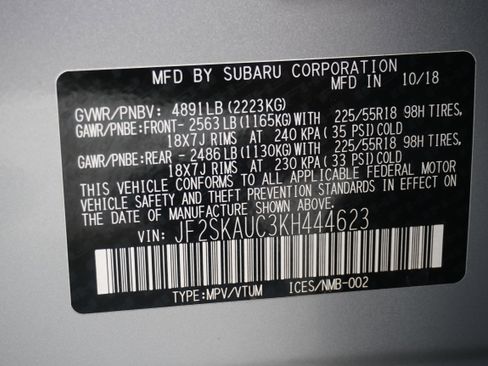 MFD BY SUBARU CORPORATION
MFD IN 10/18
GVWR/PNBV: 4891LB(2223KG)
GAWR/PNBE:FRONT-2563LB(1165KG)WITH 225/55R18 98H TIRES,
18X7J RIMS AT 240 KPA(35 PSI)COLD
GAWR/PNBE:REAR -2486LB(1130KG)WITH 225/55R18 98H TIRES,
18X7J RIMS AT 230 KPA(33 PSI)COLD
THIS VEHICLE CONFORMS TO ALL APPLICABLE FEDERAL MOTOR
VEHICLE SAFETY AND THEFT PREVENTION STANDARDS IN EFFECT
ON THE DATE OF MANUFACTURE SHOWN ABOVE.
VIN: JF2SKAUC3KH444623
TYPE:MPV/VTUM ICES/NMB-002